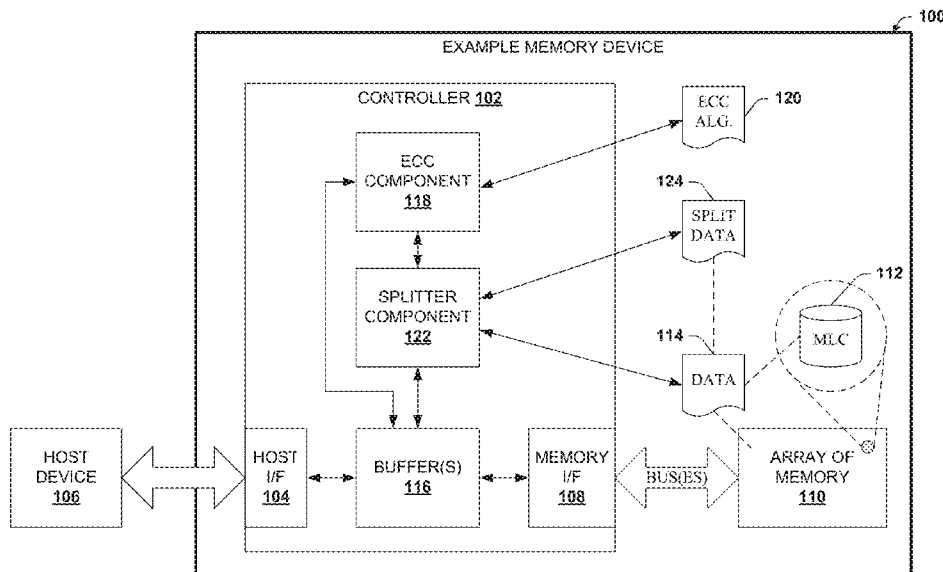 100
EXAMPLE MEMORY DEVICE
CONTROLLER 102
ECC
ALG.
120
ECC
COMPONENT
118
124
SPLIT
DATA
SPLITTER
COMPONENT
122
112
MLC
114
DATA
HOST
DEVICE
106
HOST
I/F
104
BUFFER(S)
116
MEMORY
I/F
108
BUS(ES)
ARRAY OF
MEMORY
110